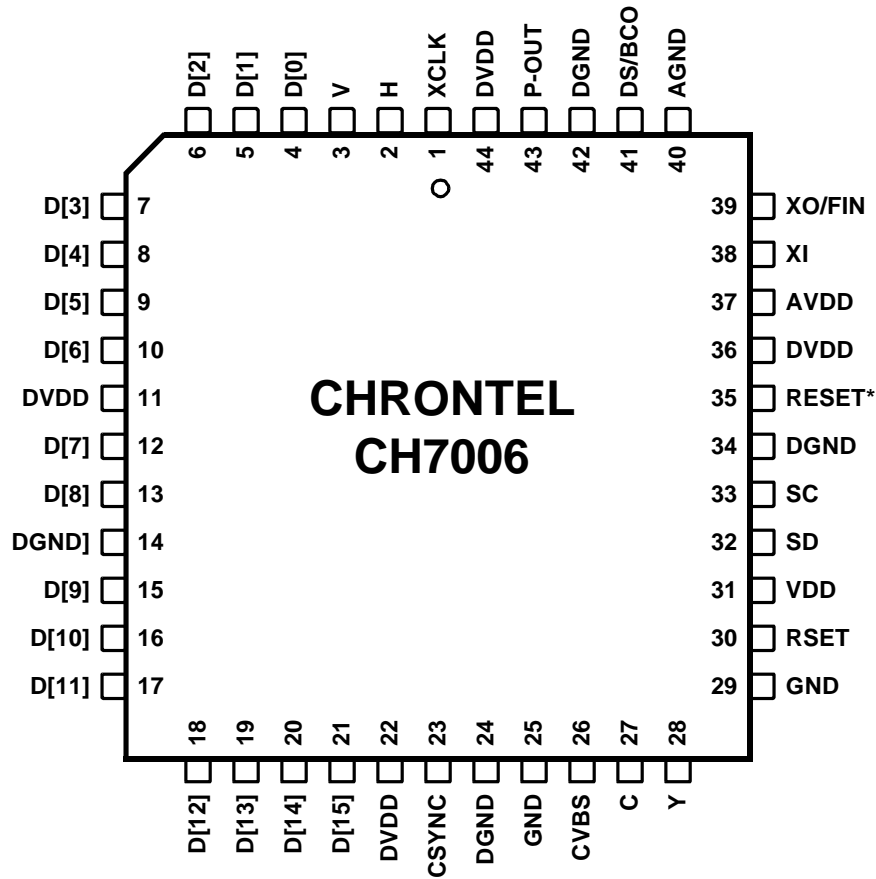 D[2] D[1] D[0] V H XCLK DVDD P-OUT DGND DS/BCO AGND
6 5 4 3 2 1 44 43 42 41 40
D[3] 7 39 XO/FIN
D[4] 8 38 XI
D[5] 9 37 AVDD
D[6] 10 36 DVDD
DVDD 11 35 RESET*
D[7] 12 34 DGND
D[8] 13 33 SC
DGND] 14 32 SD
D[9] 15 31 VDD
D[10] 16 30 RSET
D[11] 17 29 GND
CHRONTEL
CH7006
18 19 20 21 22 23 24 25 26 27 28
D[12] D[13] D[14] D[15] DVDD CSYNC DGND GND CVBS C Y